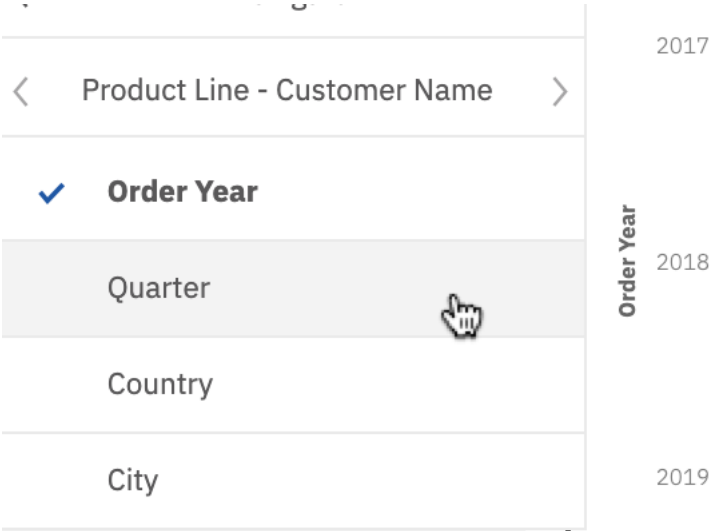 Product Line - Customer Name
Order Year
Quarter
Country
City
Order Year
2017
2018
2019